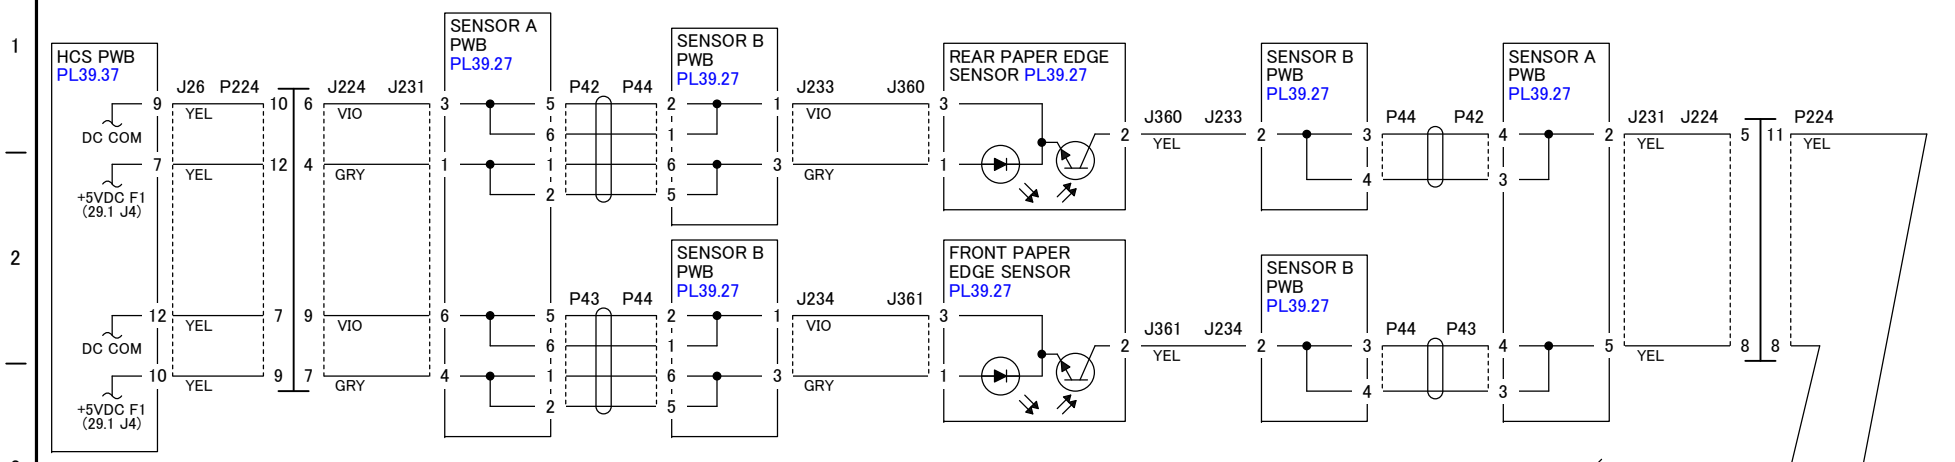 1
2
HCS PWB
PL39.37
9
DC COM
7
+5VDC F1
(29.1 J4)
12
DC COM
10
+5VDC F1
(29.1 J4)
J26 P224
YEL
YEL
YEL
YEL
10 6
12 4
7 9
9 7
J224 J231
VIO
GRY
VIO
GRY
SENSOR A
PWB
PL39.27
3 5
6
1 1
2
6 5
6
4 1
2
P42 P44
P43 P44
SENSOR B
PWB
PL39.27
2 1
1
6 3
5
SENSOR B
PWB
PL39.27
2 1
1
6 3
5
J233 J360
VIO
GRY
J234 J361
VIO
GRY
REAR PAPER EDGE
SENSOR PL39.27
3
2
1
FRONT PAPER
EDGE SENSOR
PL39.27
3
2
1
J360 J233
YEL
J361 J234
YEL
SENSOR B
PWB
PL39.27
2 3
4
SENSOR B
PWB
PL39.27
2 3
4
P44 P42
P44 P43
SENSOR A
PWB
PL39.27
4 2
3
4 5
3
J231 J224
YEL
YEL
5 11
8 8
P224
YEL